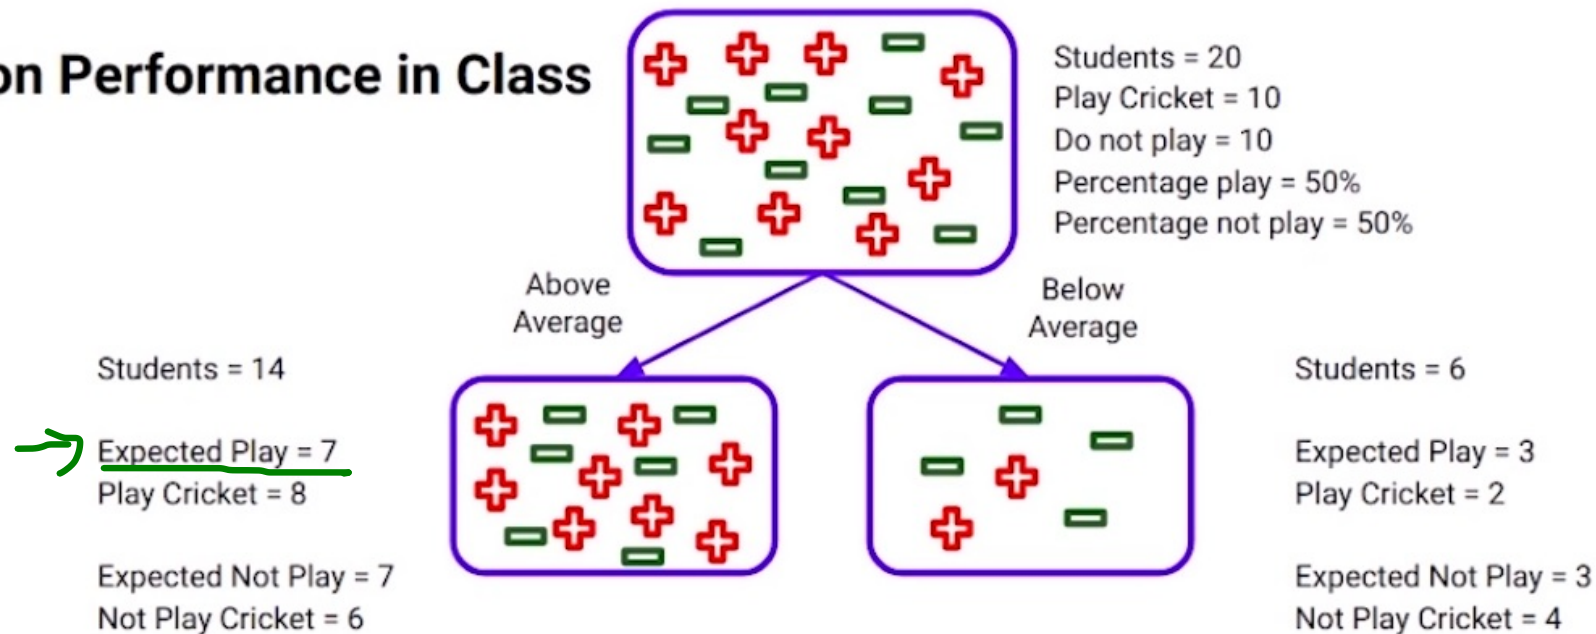 on Performance in Class
Students = 20
Play Cricket = 10
Do not play = 10
Percentage play = 50%
Percentage not play = 50%
Above
Average
Below
Average
Students = 14
Expected Play = 7
Play Cricket = 8
Expected Not Play = 7
Not Play Cricket = 6
Students = 6
Expected Play = 3
Play Cricket = 2
Expected Not Play = 3
Not Play Cricket = 4